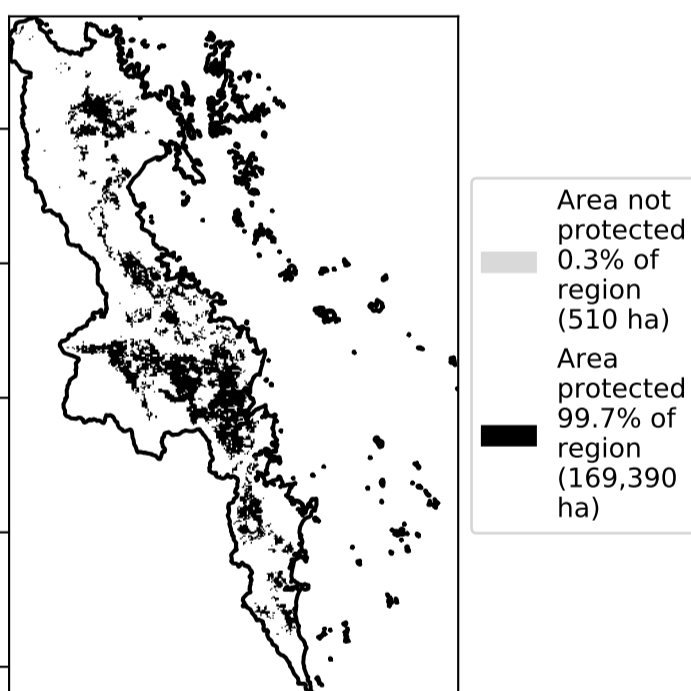 Area not
protected
0.3% of
region
(510 ha)
Area
protected
99.7% of
region
(169,390
ha)